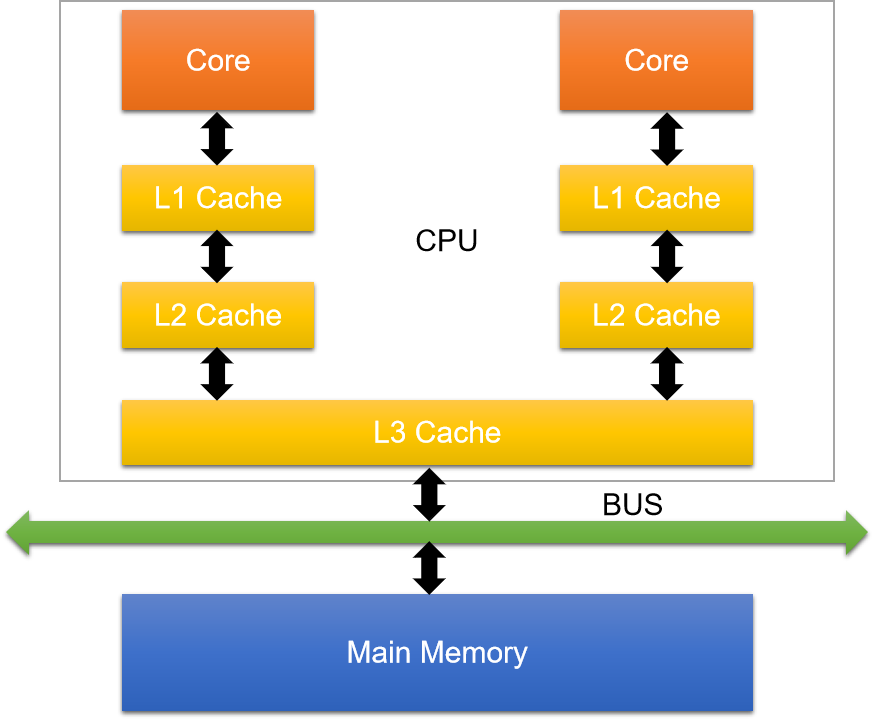 Core
Core
L1 Cache
L1 Cache
CPU
L2 Cache
L2 Cache
L3 Cache
BUS
Main Memory